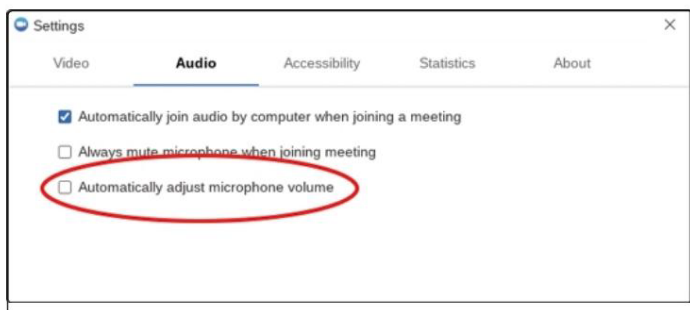 Settings
Video Audio Accessibility Statistics About
Automatically join audio by computer when joining a meeting
Always mute microphone when joining meeting
Automatically adjust microphone volume